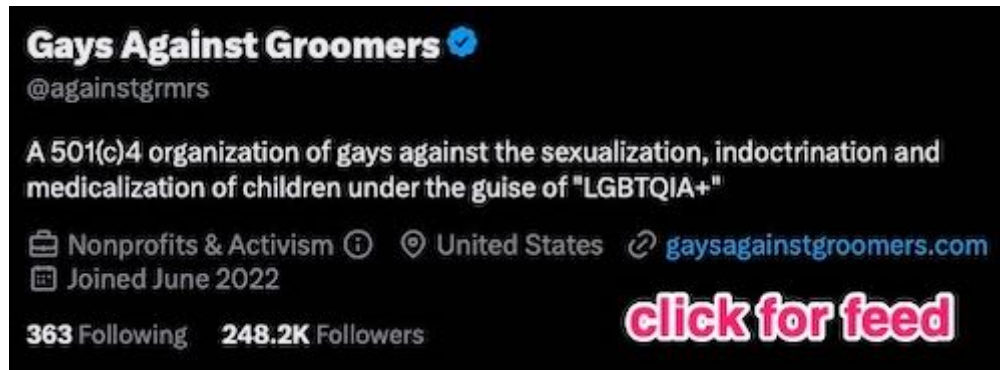 Gays Against Groomers
@againstgrmrs
A 501(c)4 organization of gays against the sexualization, indoctrination and
medicalization of children under the guise of "LGBTQIA+"
Nonprofits & Activism United States gaysagainstgroomers.com
Joined June 2022
363 Following 248.2K Followers
click for feed